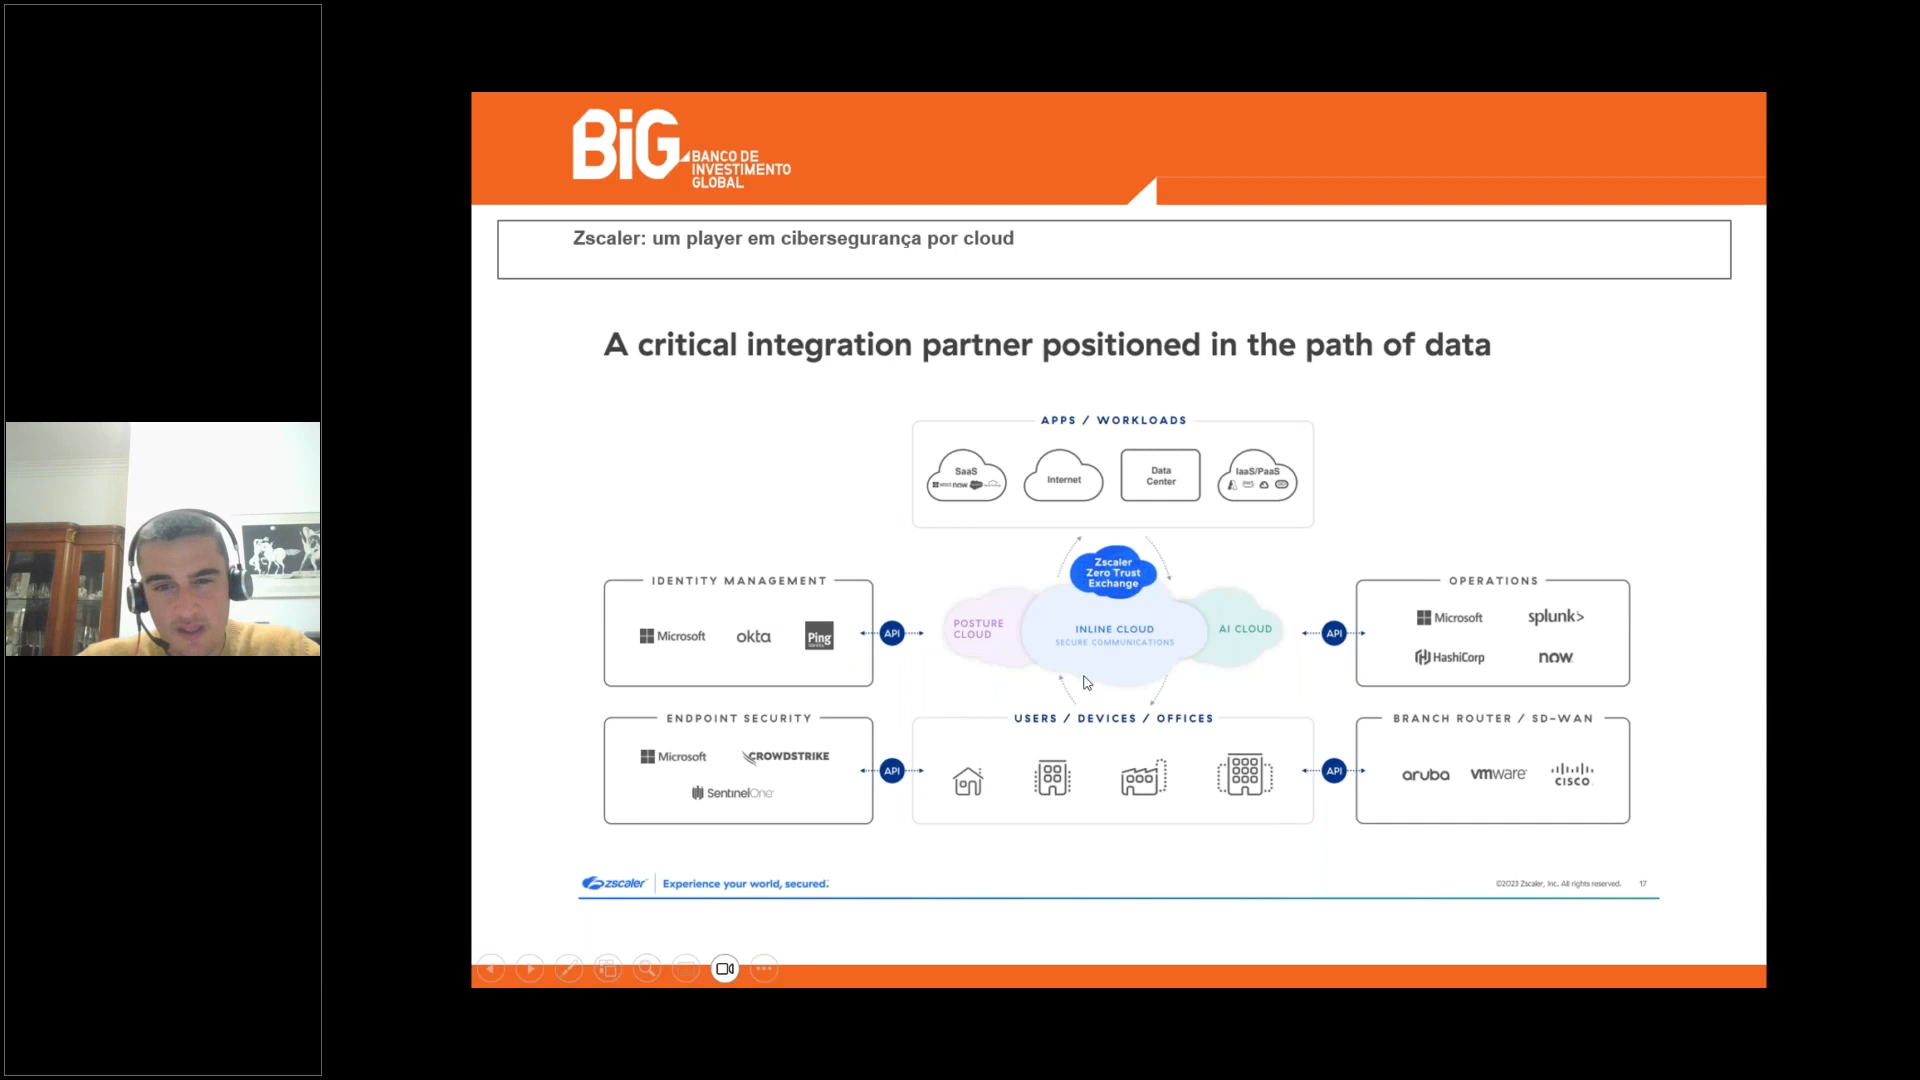 BiG
BANCO DE
INVESTIMENTO
GLOBAL
Zscaler: um player em cibersegurança por cloud
A critical integration partner positioned in the path of data
APPS / WORKLOADS
SaaS
now
Internet
Data
Center
IaaS/PaaS
aws
Zscaler
Zero Trust
Exchange
IDENTITY MANAGEMENT
Microsoft
okta
Ping
Identity
API
POSTURE
CLOUD
INLINE CLOUD
SECURE COMMUNICATIONS
AI CLOUD
API
OPERATIONS
Microsoft
splunk>
HashiCorp
now
ENDPOINT SECURITY
Microsoft
CROWDSTRIKE
SentinelOne
API
USERS / DEVICES / OFFICES
API
BRANCH ROUTER / SD-WAN
aruba
vmware
CISCO
zscaler
Experience your world, secured.
©2023 Zscaler, Inc. All rights reserved.
17